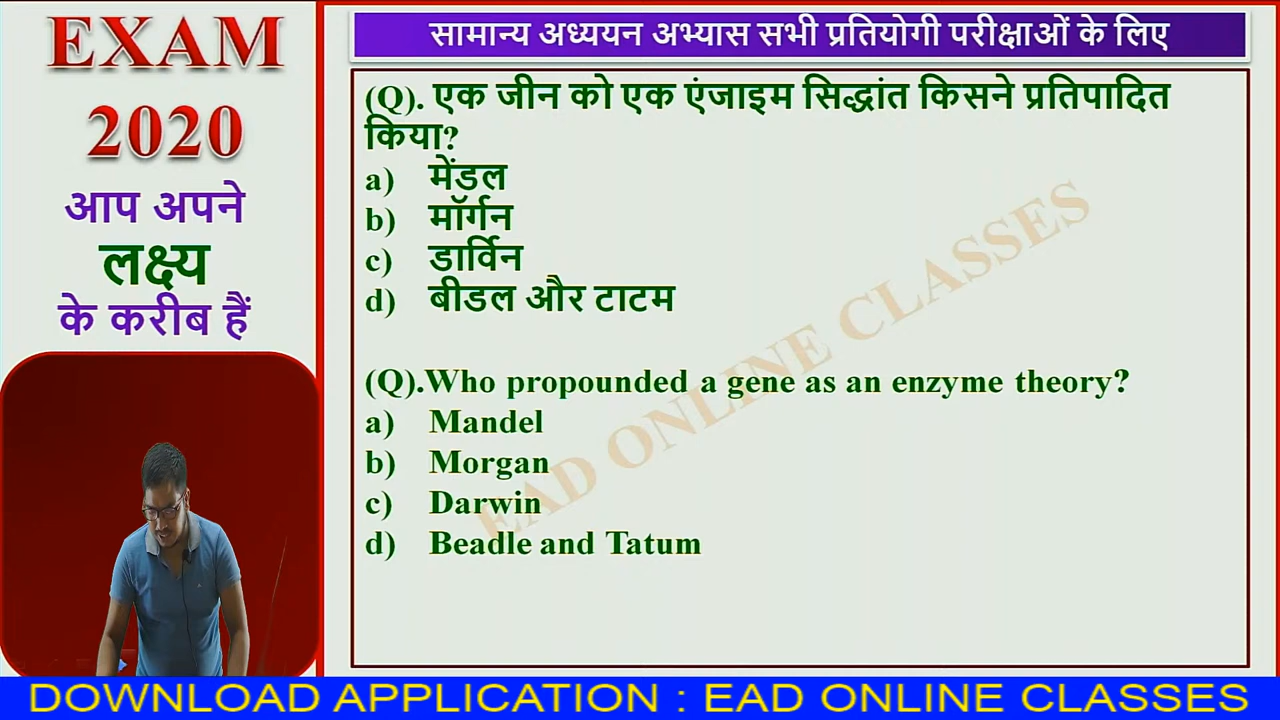 EXAM
2020
आप अपने
लक्ष्य
के करीब हैं
सामान्य अध्ययन अभ्यास सभी प्रतियोगी परीक्षाओं के लिए
(Q). एक जीन को एक एंजाइम सिद्धांत किसने प्रतिपादित
किया?
a) मेंडल
b) मॉर्गन
c) डार्विन
d) बीडल और टाटम
(Q).Who propounded a gene as an enzyme theory?
a) Mandel
b) Morgan
c) Darwin
d) Beadle and Tatum
EAD ONLINE CLASSES
DOWNLOAD APPLICATION : EAD ONLINE CLASSES